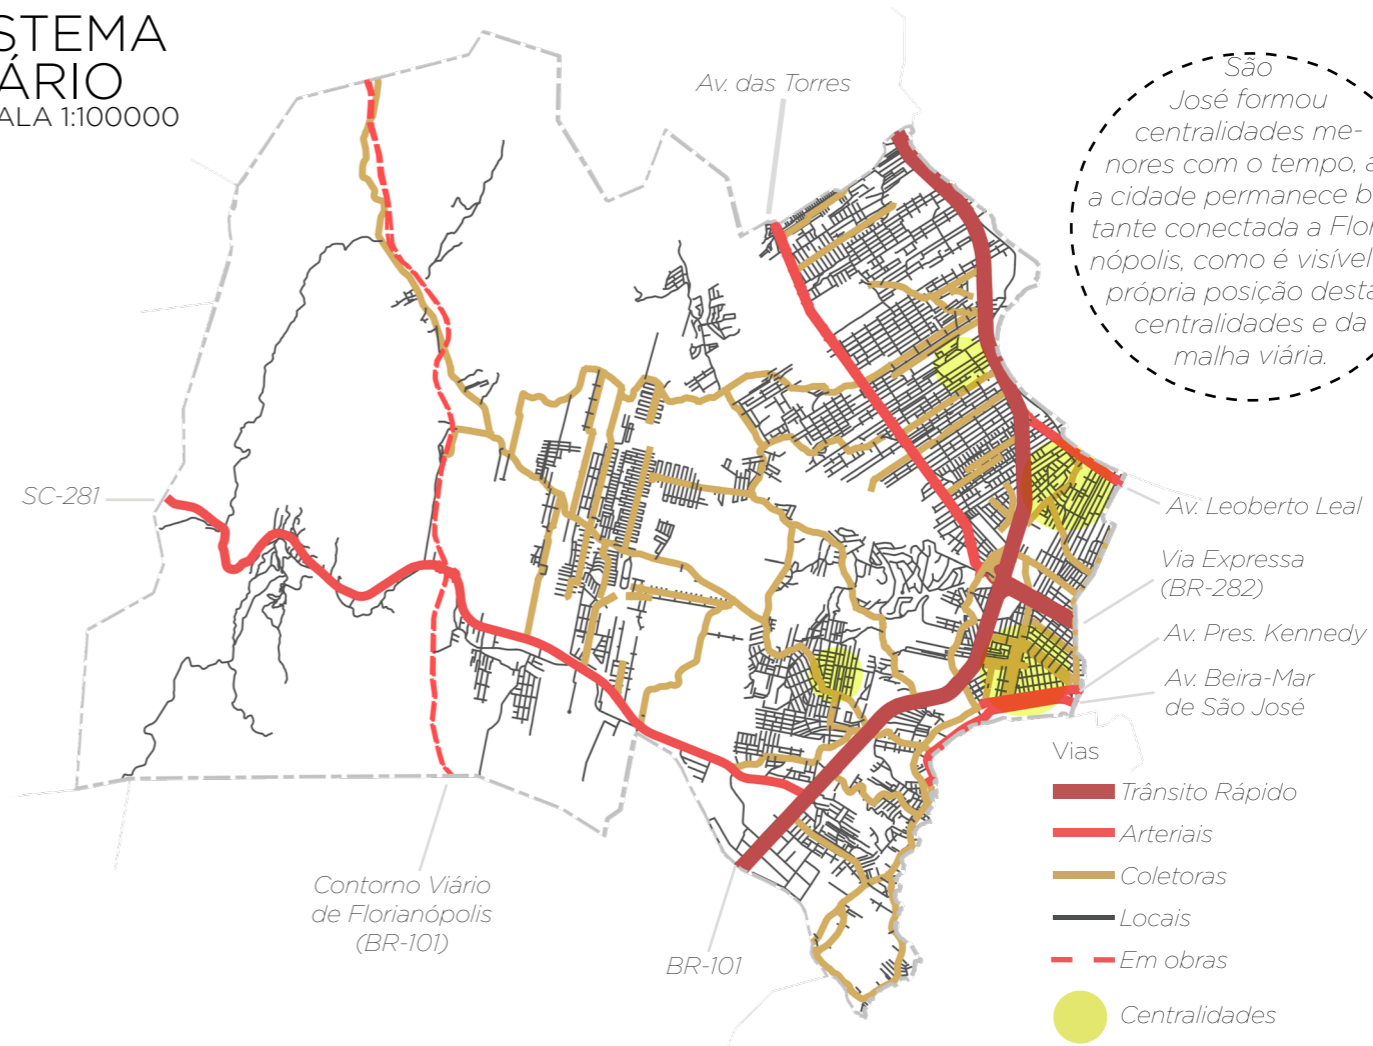 STEMA
ÁRIO
ALA 1:100000
Av. das Torres
São
José formou
centralidades me-
nores com o tempo, a
a cidade permanece b
tante conectada a Flor
nópolis, como é visível
própria posição desta
centralidades e da
malha viária.
SC-281
Av. Leoberto Leal
Via Expressa
(BR-282)
Av. Pres. Kennedy
Av. Beira-Mar
de São José
Contorno Viário
de Florianópolis
(BR-101)
BR-101
Vias
Trânsito Rápido
Arteriais
Coletoras
Locais
Em obras
Centralidades